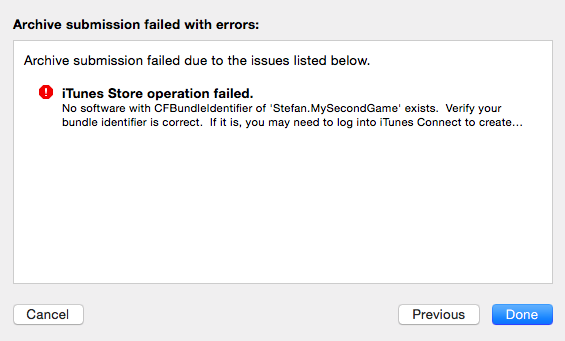 Archive submission failed with errors:
Archive submission failed due to the issues listed below.
iTunes Store operation failed.
No software with CFBundleIdentifier of 'Stefan.MySecondGame' exists.  Verify your
bundle identifier is correct.  If it is, you may need to log into iTunes Connect to create…
Cancel
Previous
Done